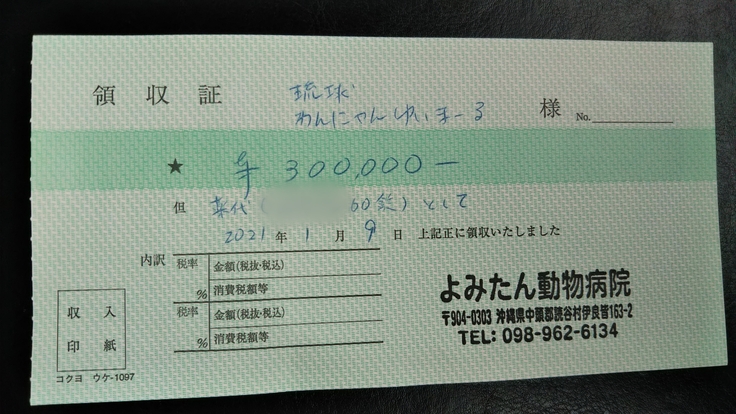 領収証
琉球
わんにゃんゆいまーる 様
No.
★ ¥ 300,000―
但 薬代( 60錠)として
2021年 1月 9日 上記正に領収いたしました
内訳
税率 金額(税抜・税込)
% 消費税額等
税率 金額(税抜・税込)
% 消費税額等
収入
印紙
コクヨ ウケ-1097
よみたん動物病院
〒904-0303 沖縄県中頭郡読谷村伊良皆163-2
TEL: 098-962-6134